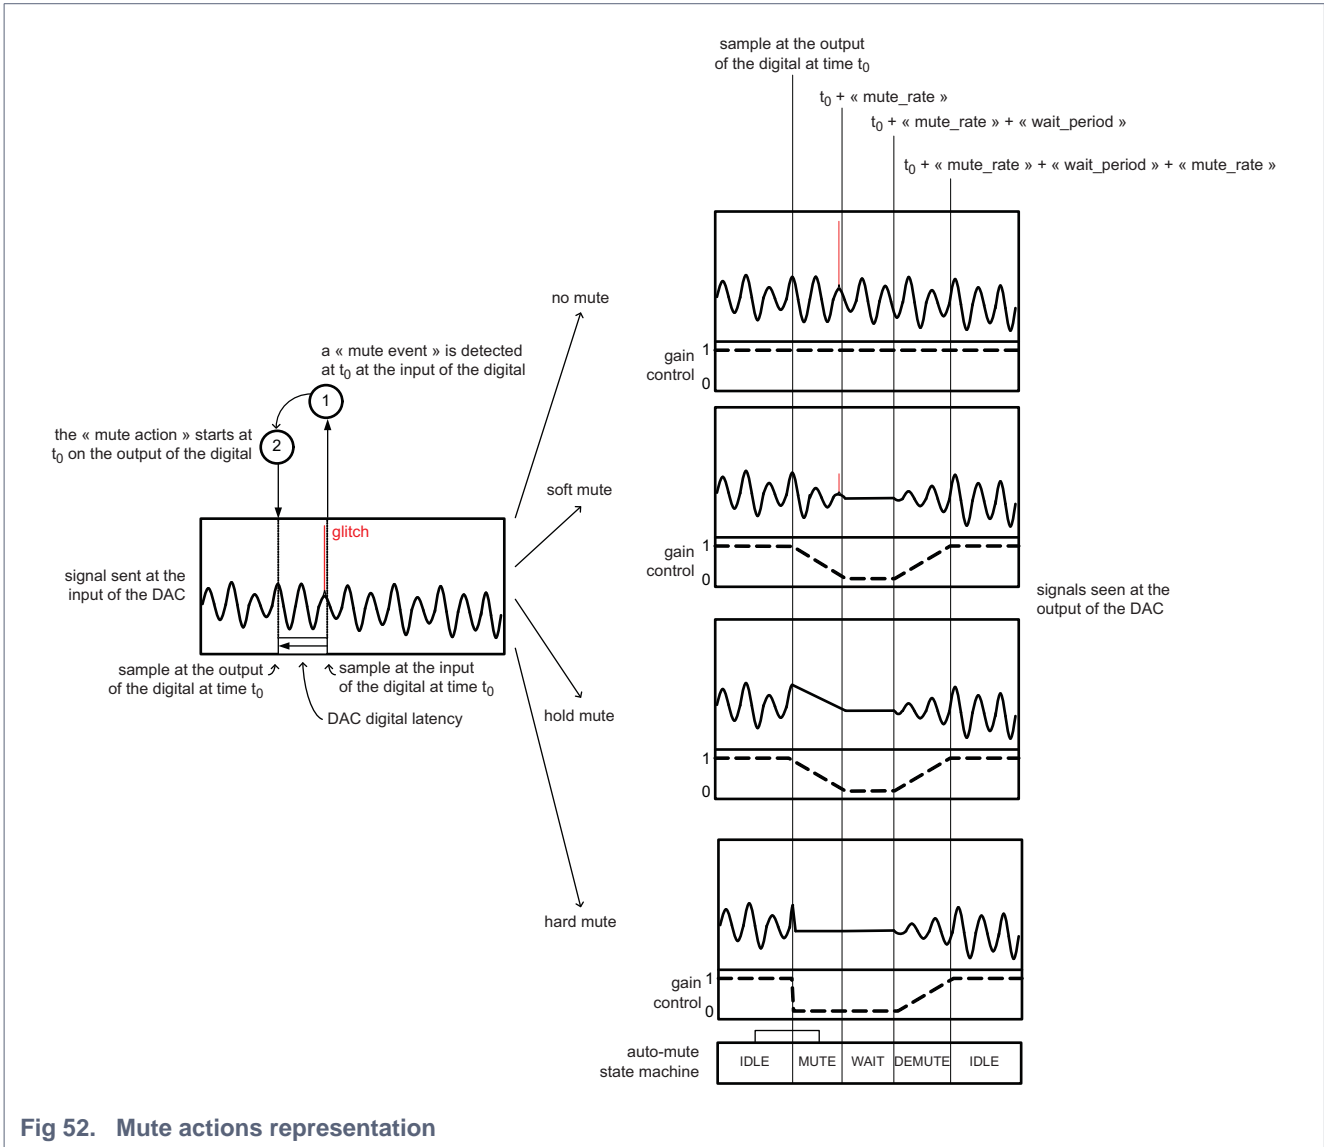 sample at the output
of the digital at time t0
t0 + « mute_rate »
t0 + « mute_rate » + « wait_period »
t0 + « mute_rate » + « wait_period » + « mute_rate »
no mute
a « mute event » is detected
at t0 at the input of the digital
1
the « mute action » starts at
t0 on the output of the digital
2
glitch
signal sent at the
input of the DAC
sample at the output
of the digital at time t0
sample at the input
of the digital at time t0
DAC digital latency
soft mute
hold mute
hard mute
gain
control
1
0
gain
control
1
0
signals seen at the
output of the DAC
1
0
gain
control
1
0
auto-mute
state machine
IDLE
MUTE
WAIT
DEMUTE
IDLE
Fig 52. Mute actions representation